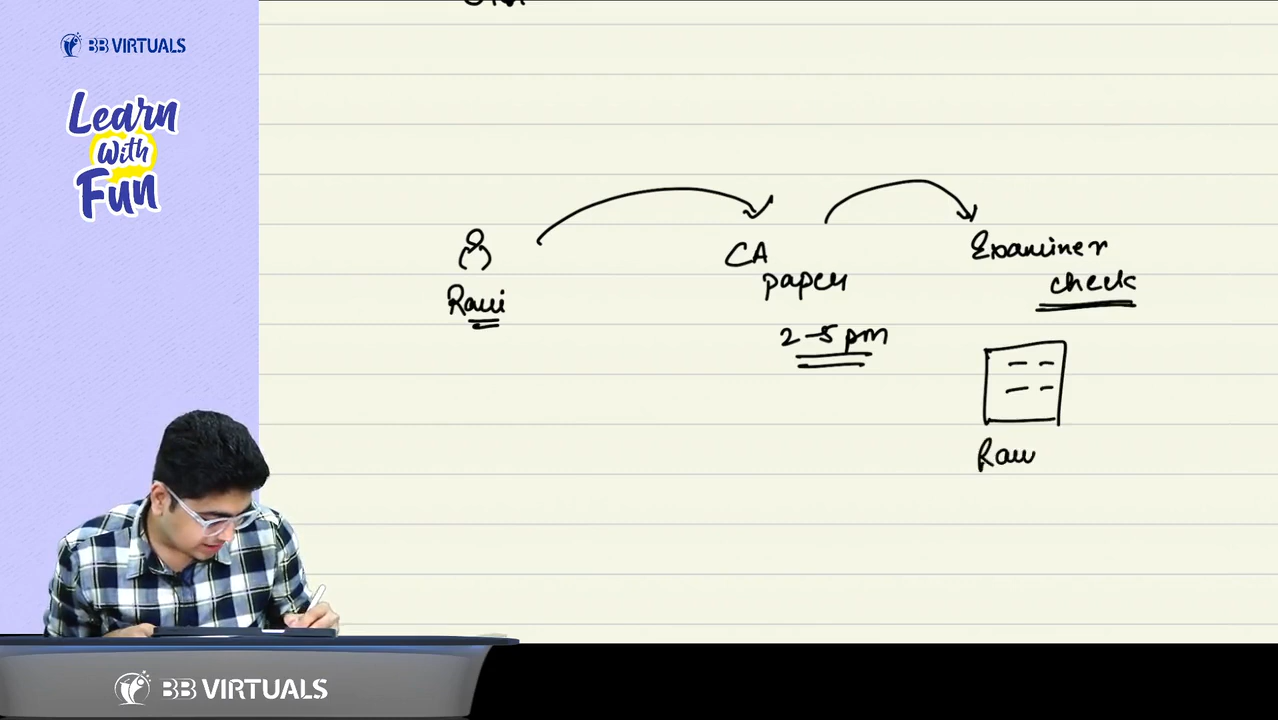 BB VIRTUALS
Learn
With
Fun
CA
paper
Examiner
check
Ravi
2-5 pm
Rav
BB VIRTUALS